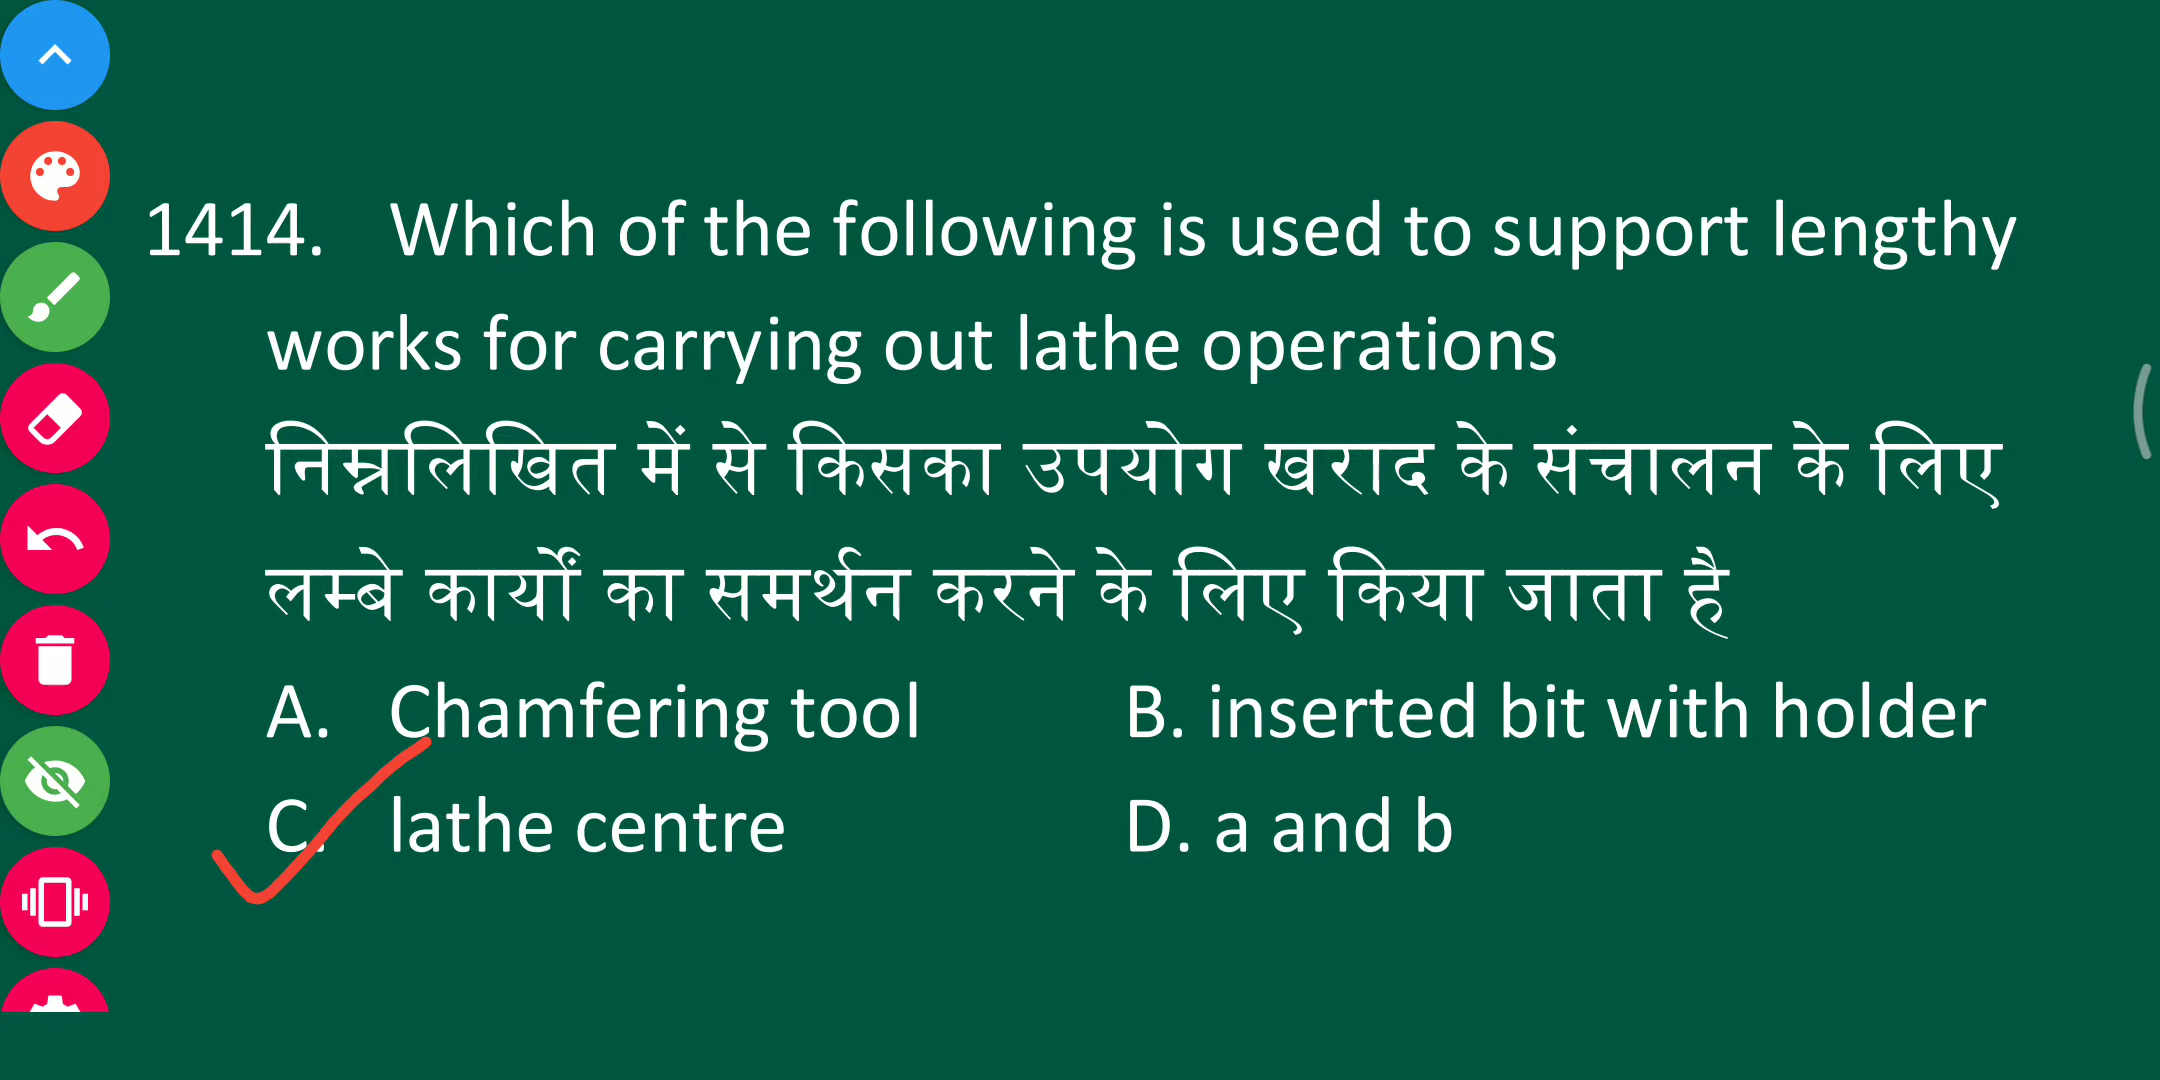 1414. Which of the following is used to support lengthy
works for carrying out lathe operations
निम्नलिखित में से किसका उपयोग खराद के संचालन के लिए
लम्बे कार्यों का समर्थन करने के लिए किया जाता है
A. Chamfering tool B. inserted bit with holder
C. lathe centre D. a and b